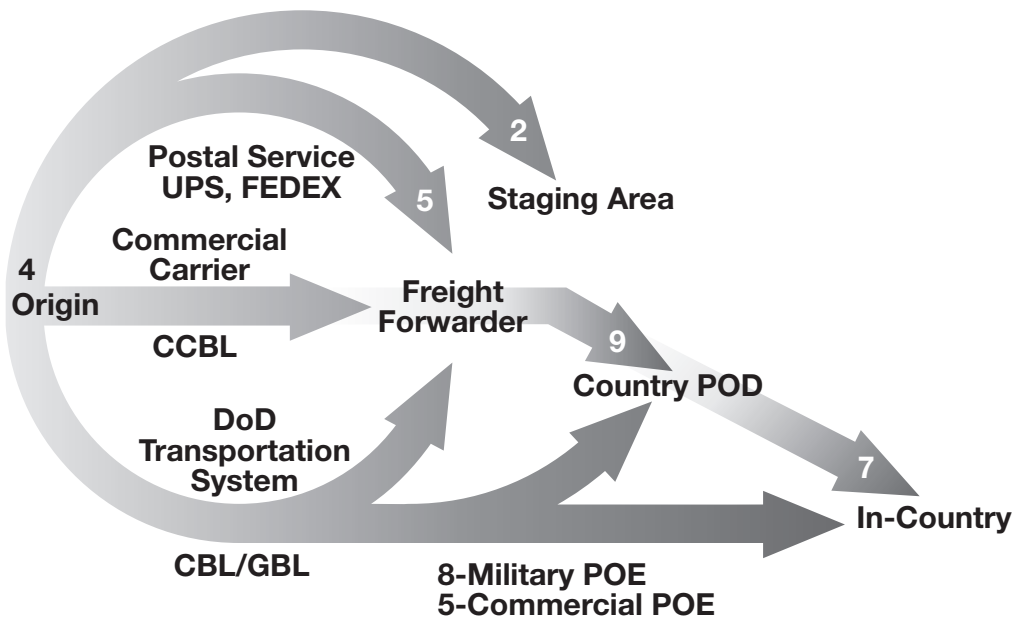 2
Postal Service
UPS, FEDEX
5
Staging Area
Commercial
Carrier
4
Origin
Freight
Forwarder
CCBL
9
Country POD
DoD
Transportation
System
7
In-Country
CBL/GBL
8-Military POE
5-Commercial POE